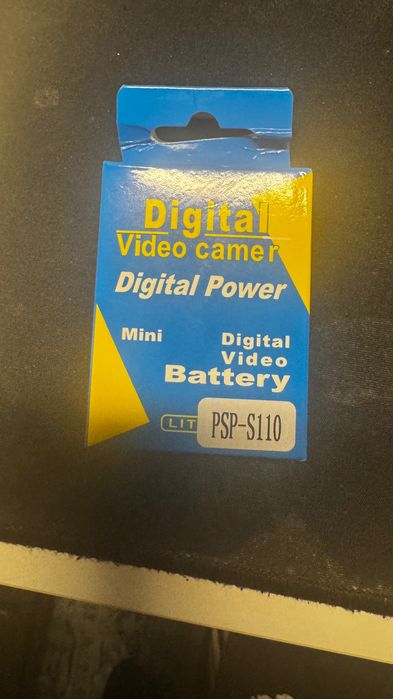 Digital
Video camer
Digital Power
Mini
Digital
Video
Battery
LIT
PSP-S110